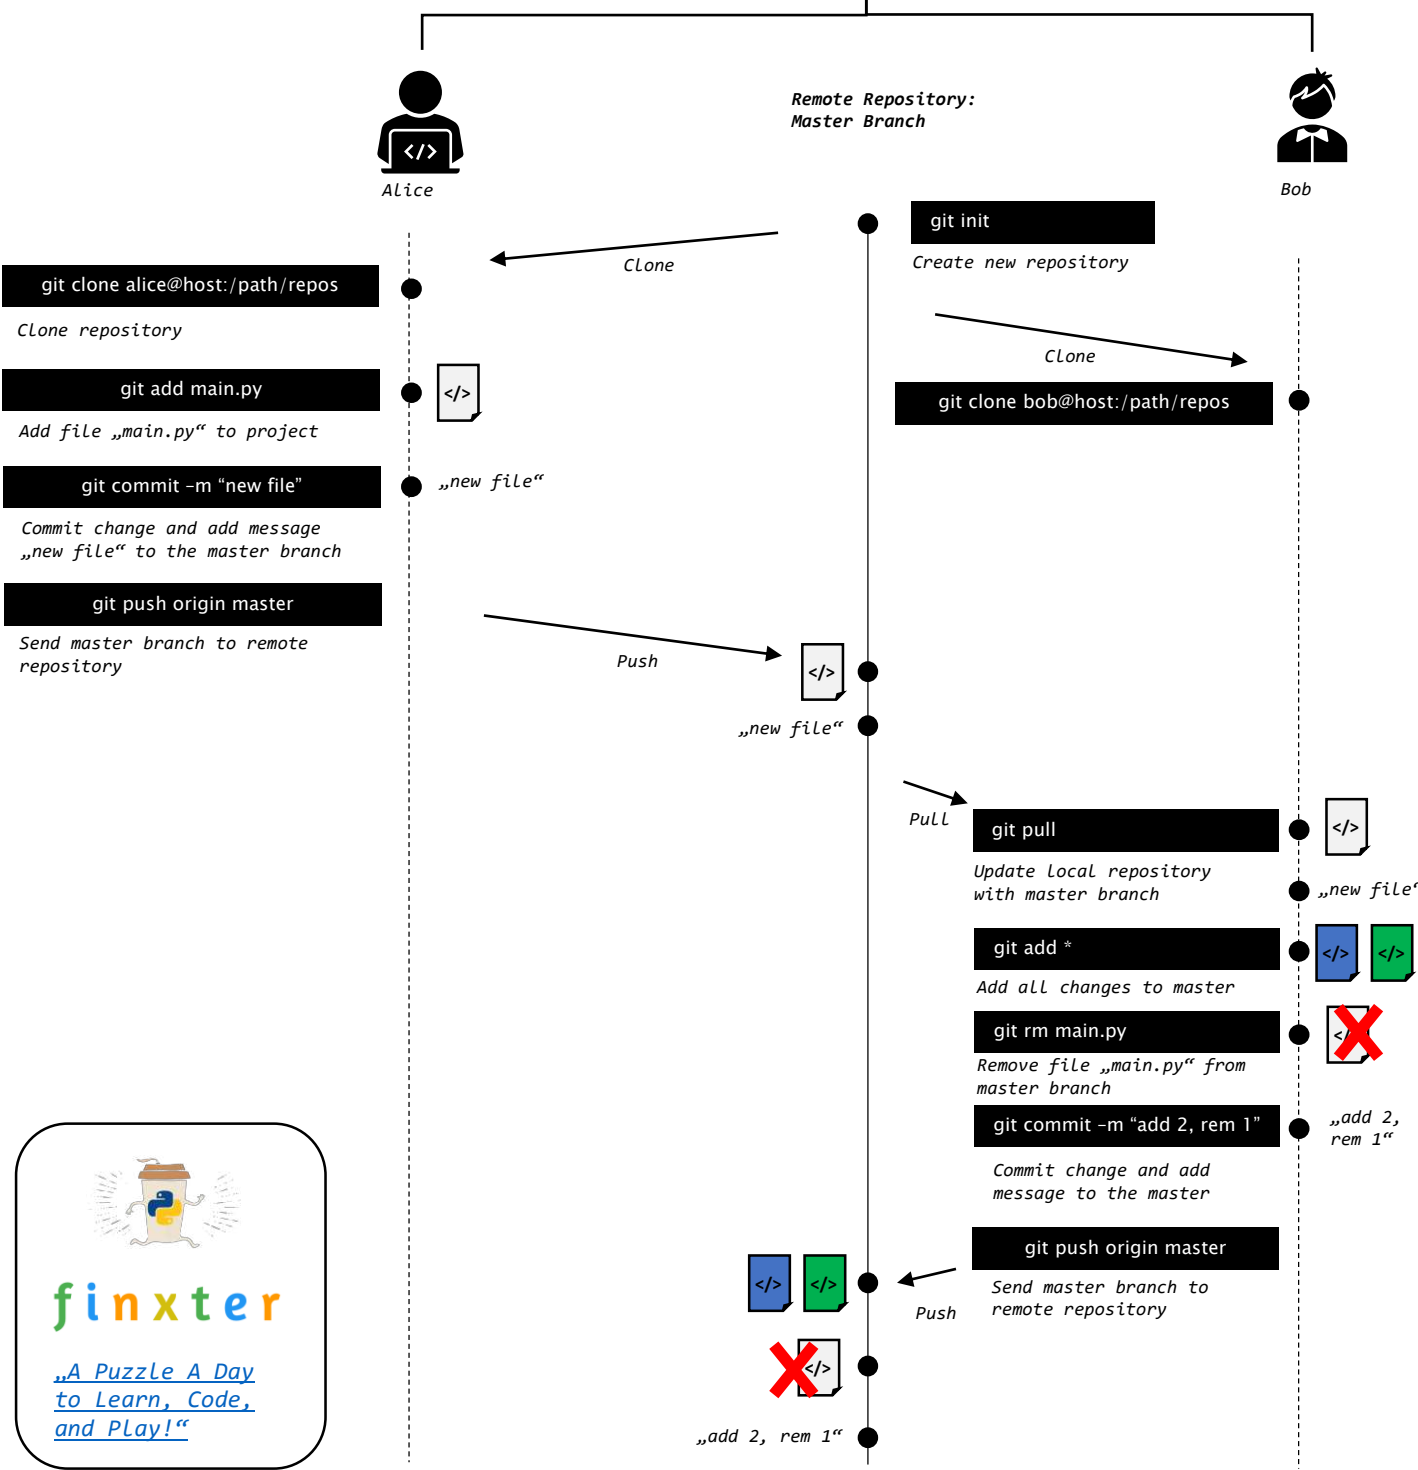 Remote Repository:
Master Branch
Alice
Bob
git init
Create new repository
Clone
git clone alice@host:/path/repos
Clone repository
Clone
git clone bob@host:/path/repos
git add main.py
</>
Add file „main.py“ to project
git commit –m “new file”
„new file“
Commit change and add message
„new file“ to the master branch
git push origin master
Send master branch to remote
repository
Push
</>
„new file“
Pull
git pull
</>
Update local repository
with master branch
„new file“
git add *
</>
</>
Add all changes to master
git rm main.py
Remove file „main.py“ from
master branch
git commit –m “add 2, rem 1”
„add 2,
rem 1“
Commit change and add
message to the master
git push origin master
Send master branch to
remote repository
Push
</>
</>
</>
„add 2, rem 1“
</>
finxter
„A Puzzle A Day
to Learn, Code,
and Play!“